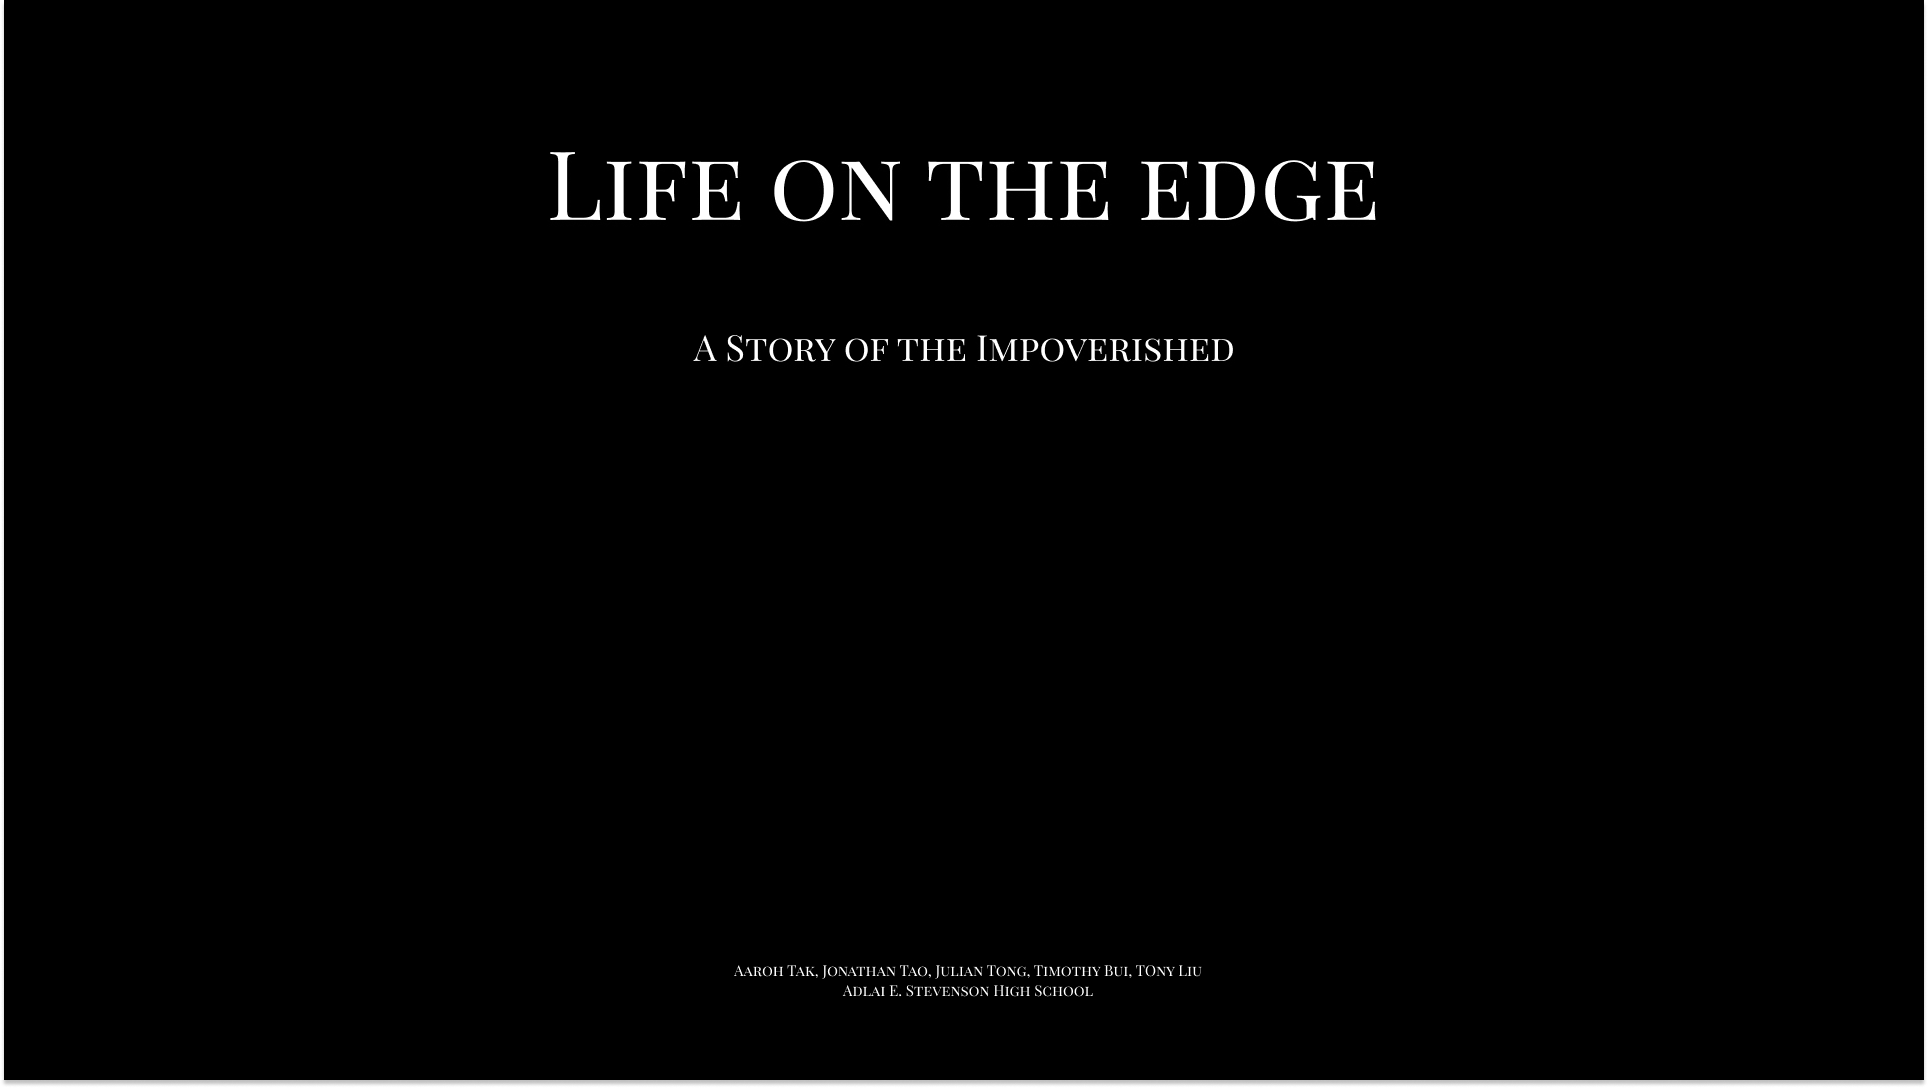 Life on the edge
A Story of the Impoverished
Aaroh Tak, Jonathan Tao, Julian Tong, Timothy Bui, TOny Liu
Adlai E. Stevenson High School